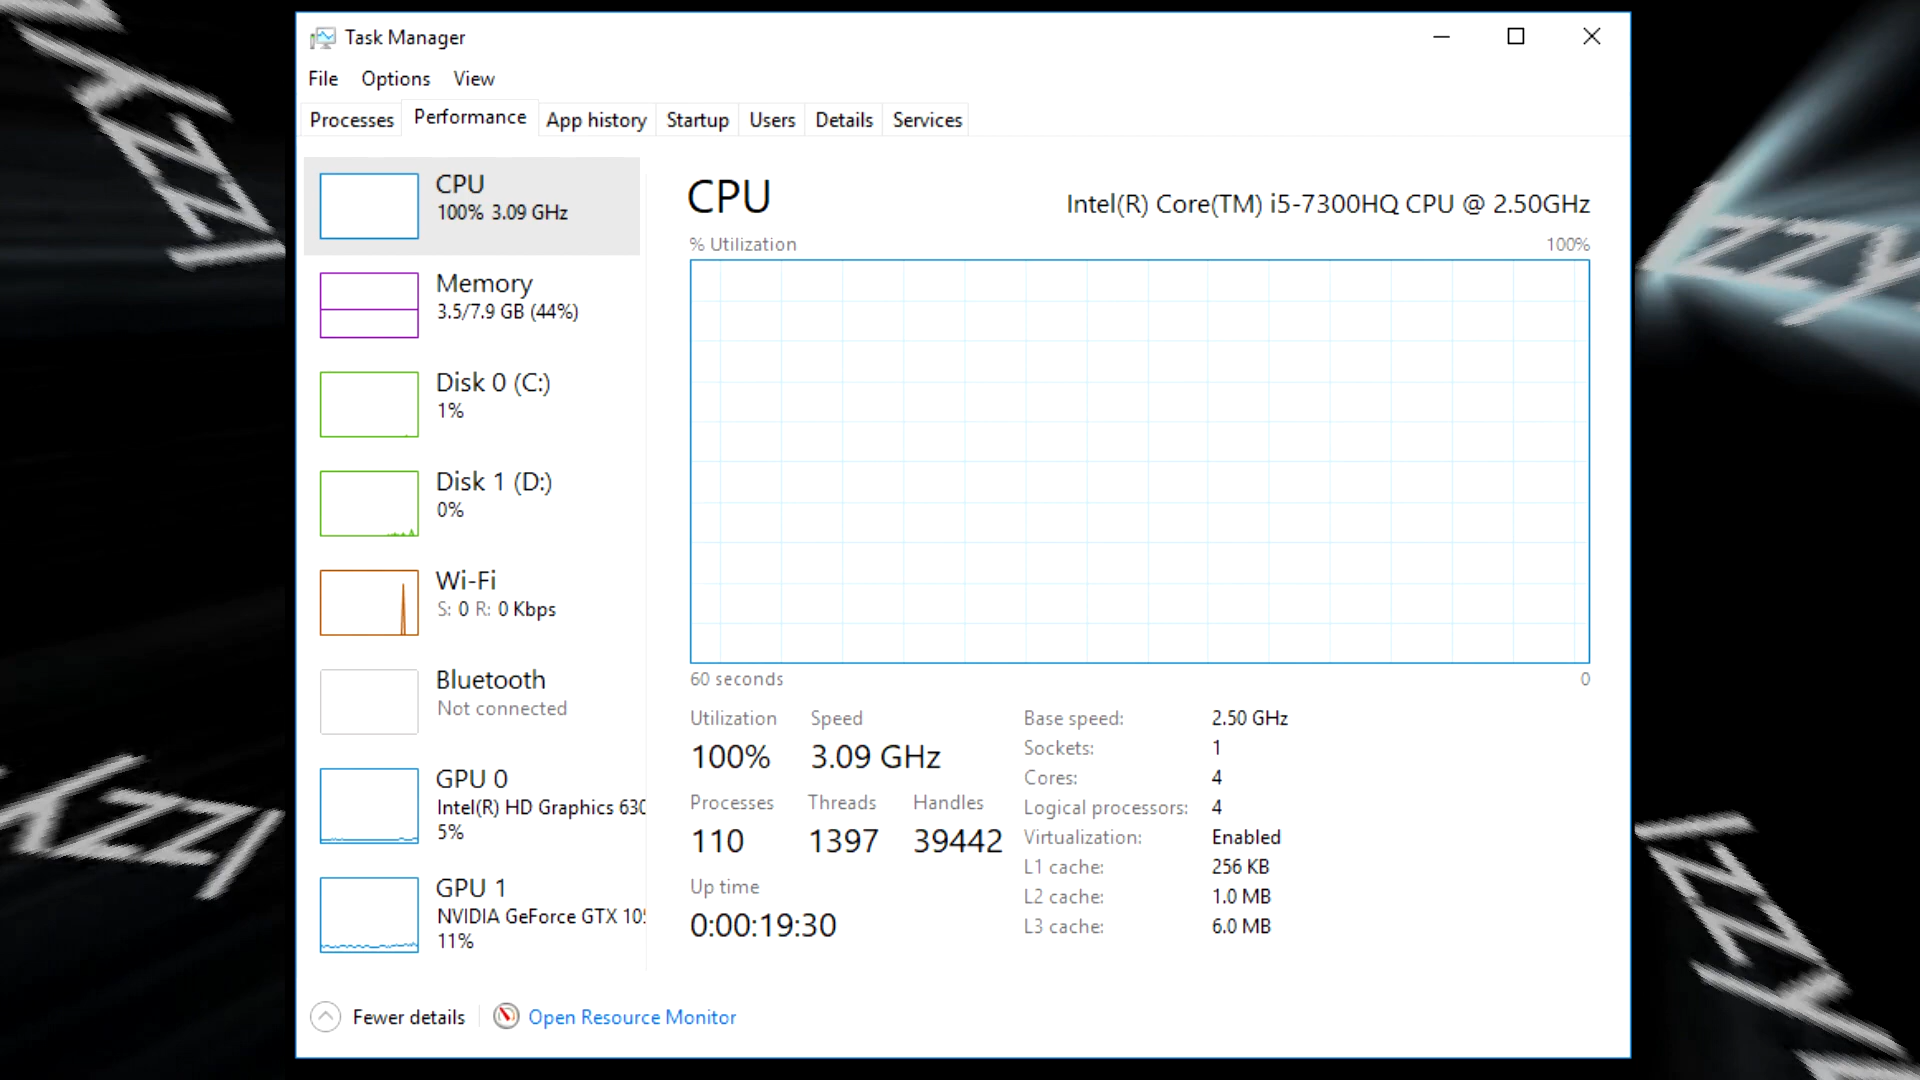 Task Manager
File Options View
Processes Performance App history Startup Users Details Services
CPU
100% 3.09 GHz
Memory
3.5/7.9 GB (44%)
Disk 0 (C:)
1%
Disk 1 (D:)
0%
Wi-Fi
S: 0 R: 0 Kbps
Bluetooth
Not connected
GPU 0
Intel(R) HD Graphics 630
5%
GPU 1
NVIDIA GeForce GTX 105
11%
CPU
Intel(R) Core(TM) i5-7300HQ CPU @ 2.50GHz
% Utilization 100%
60 seconds 0
Utilization Speed
100% 3.09 GHz
Processes Threads Handles
110 1397 39442
Up time
0:00:19:30
Base speed: 2.50 GHz
Sockets: 1
Cores: 4
Logical processors: 4
Virtualization: Enabled
L1 cache: 256 KB
L2 cache: 1.0 MB
L3 cache: 6.0 MB
Fewer details Open Resource Monitor